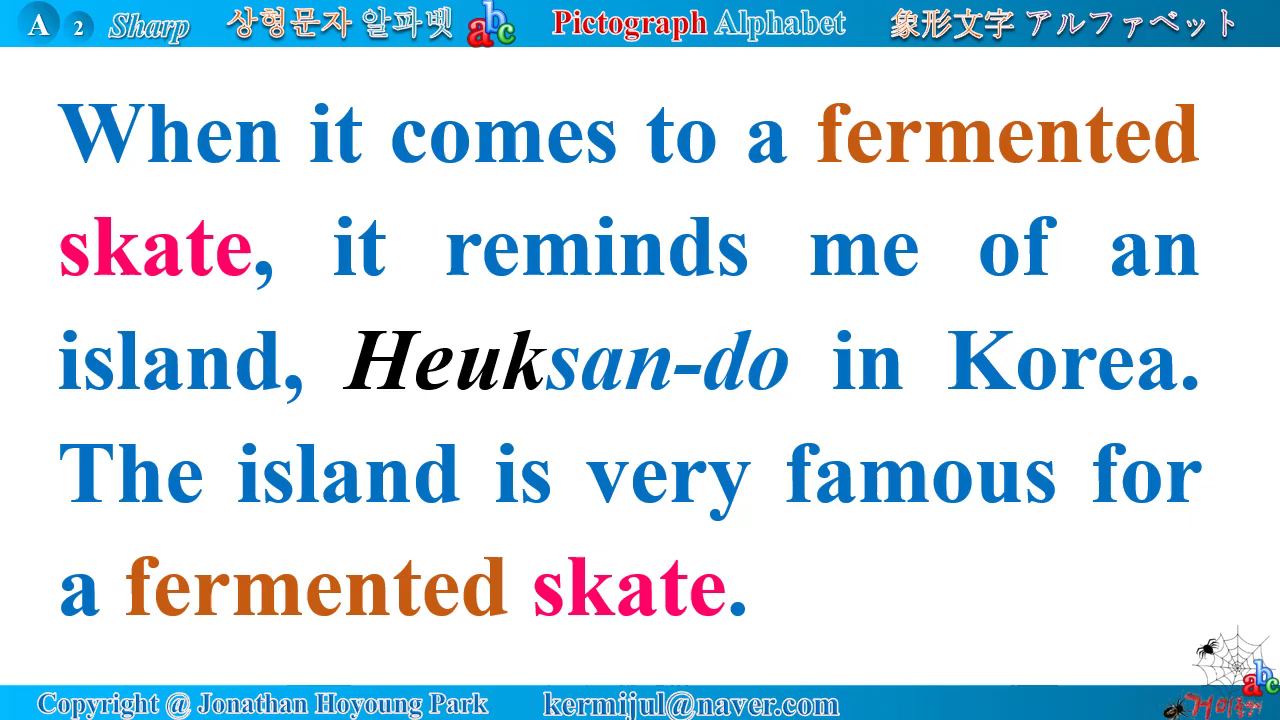 A 2 Sharp 상형문자 알파벳 abc Pictograph Alphabet 象形文字 アルファベット
When it comes to a fermented
skate, it reminds me of an
island, Heuksan-do in Korea.
The island is very famous for
a fermented skate.
abc
Copyright @ Jonathan Hoyoung Park kermijul@naver.com